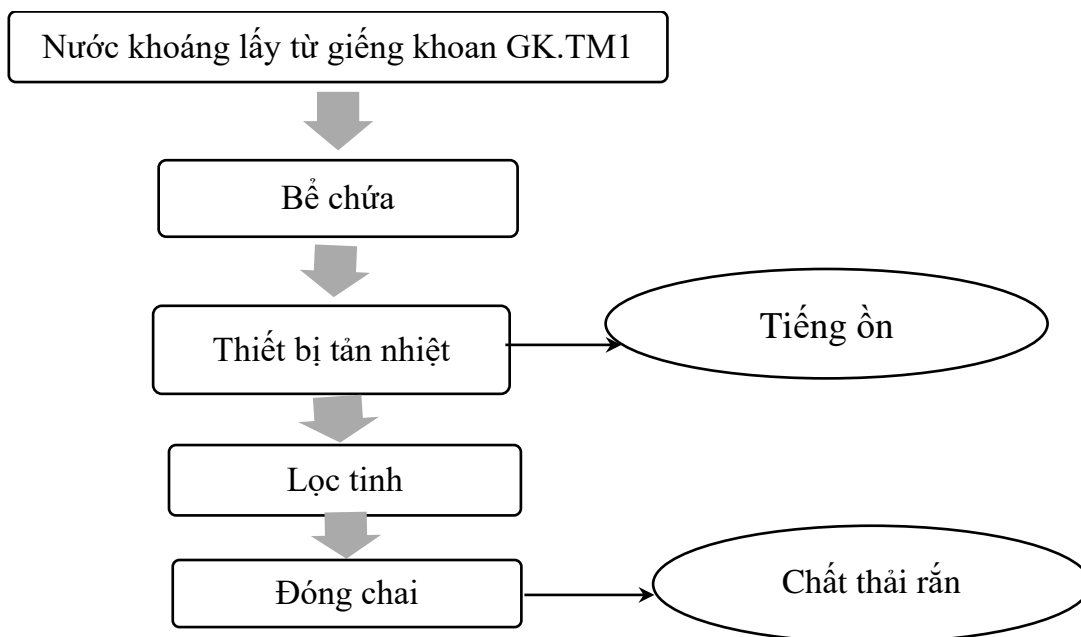 Nước khoáng lấy từ giếng khoan GK.TM1
Bể chứa
Thiết bị tản nhiệt
Tiếng ồn
Lọc tinh
Đóng chai
Chất thải rắn